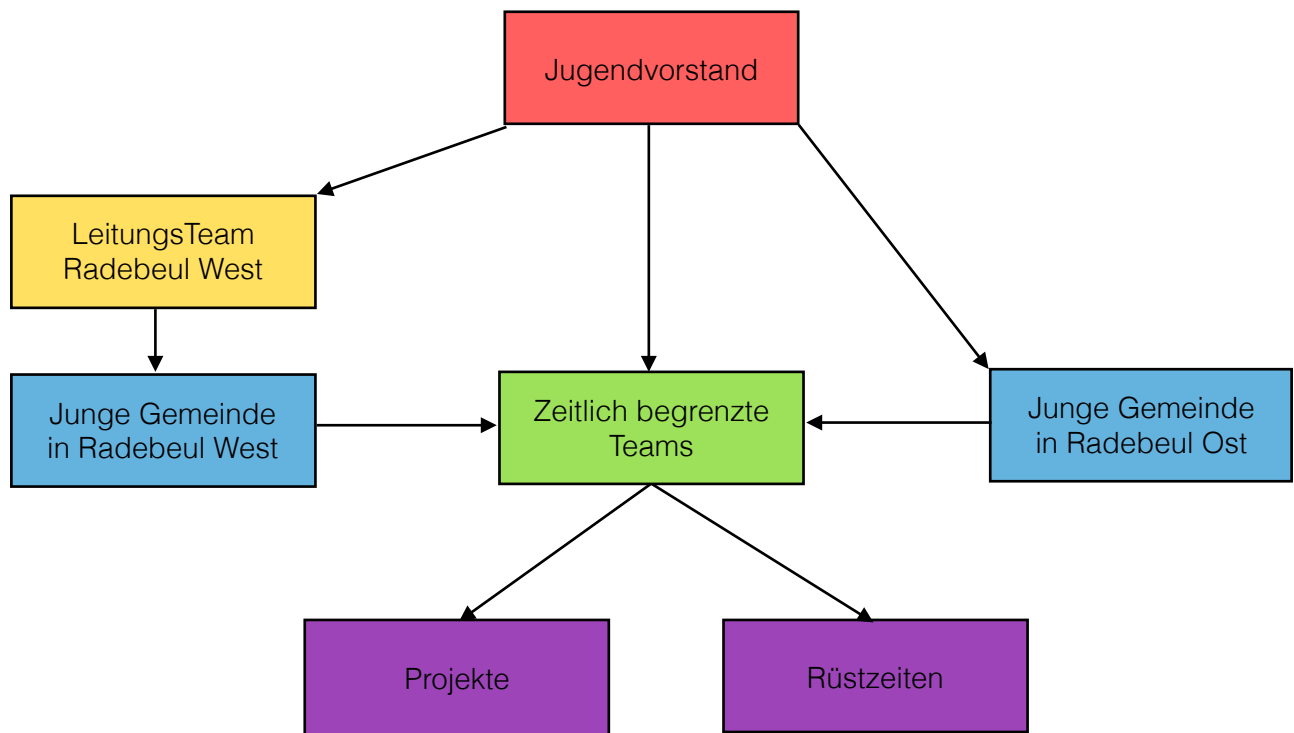 Jugendvorstand
LeitungsTeam
Radebeul West
Junge Gemeinde
in Radebeul West
Zeitlich begrenzte
Teams
Junge Gemeinde
in Radebeul Ost
Projekte
Rüstzeiten